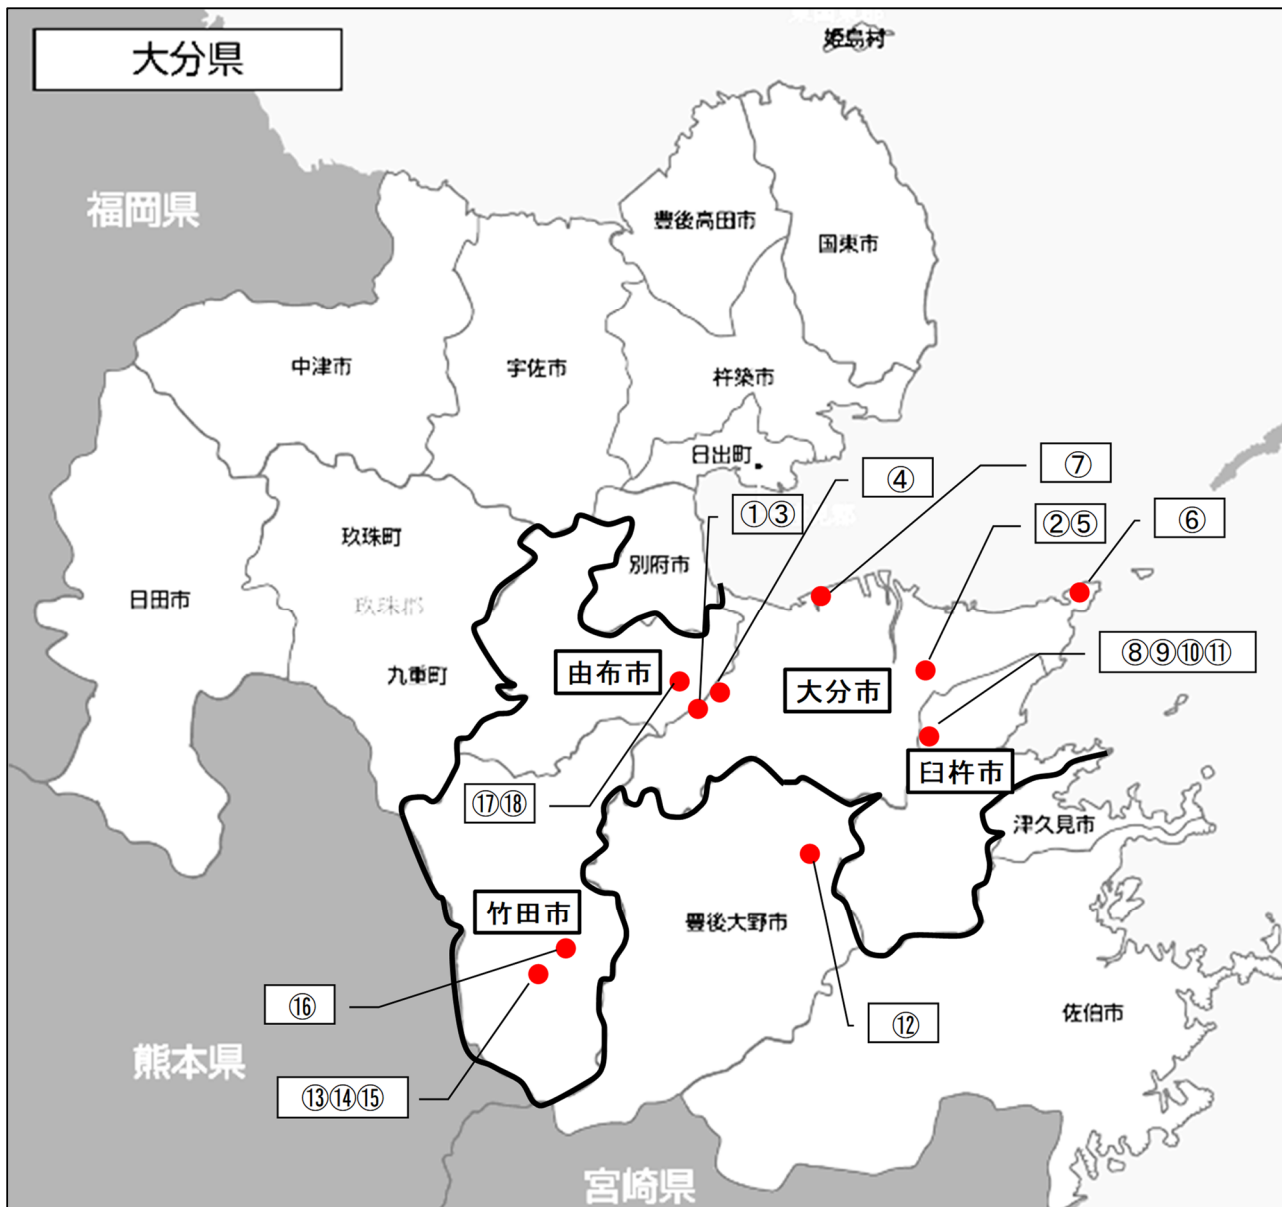 大分県
姫島村
福岡県
豊後高田市
国東市
中津市
宇佐市
杵築市
日出町
⑦
④
①③
②⑤
⑥
玖珠町
別府市
日田市
玖珠郡
⑧⑨⑩⑪
九重町
由布市
大分市
臼杵市
⑰⑱
津久見市
竹田市
豊後大野市
⑯
⑫
佐伯市
熊本県
⑬⑭⑮
宮崎県